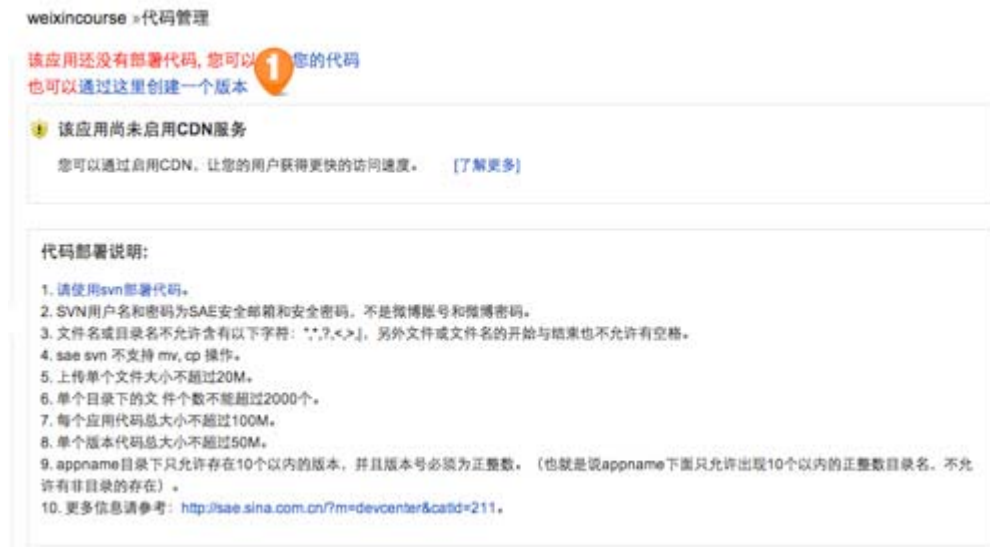 weixincourse »代码管理
该应用还没有部署代码, 您可以 您的代码
1
也可以通过这里创建一个版本
该应用尚未启用CDN服务
您可以通过启用CDN，让您的用户获得更快的访问速度。 [了解更多]
代码部署说明:
1. 请使用svn部署代码。
2. SVN用户名和密码为SAE安全邮箱和安全密码，不是微博账号和微博密码。
3. 文件名或目录名不允许含有以下字符：",*,?,<,>,|，另外文件或文件名的开始与结束也不允许有空格。
4. sae svn 不支持 mv, cp 操作。
5. 上传单个文件大小不超过20M。
6. 单个目录下的文 件个数不能超过2000个。
7. 每个应用代码总大小不超过100M。
8. 单个版本代码总大小不超过50M。
9. appname目录下只允许存在10个以内的版本，并且版本号必须为正整数。（也就是说appname下面只允许出现10个以内的正整数目录名，不允
许有非目录的存在）。
10. 更多信息请参考：http://sae.sina.com.cn/?m=devcenter&catid=211。